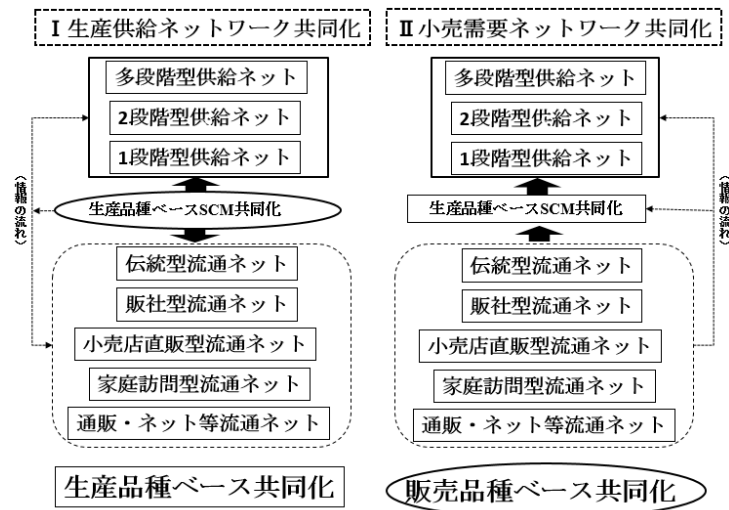 Ⅰ生産供給ネットワーク共同化
多段階型供給ネット
2段階型供給ネット
1段階型供給ネット
(情報の流れ)
生産品種ベースSCM共同化
伝統型流通ネット
販社型流通ネット
小売店直販型流通ネット
家庭訪問型流通ネット
通販・ネット等流通ネット
生産品種ベース共同化
Ⅱ小売需要ネットワーク共同化
多段階型供給ネット
2段階型供給ネット
1段階型供給ネット
(情報の流れ)
生産品種ベースSCM共同化
伝統型流通ネット
販社型流通ネット
小売店直販型流通ネット
家庭訪問型流通ネット
通販・ネット等流通ネット
販売品種ベース共同化